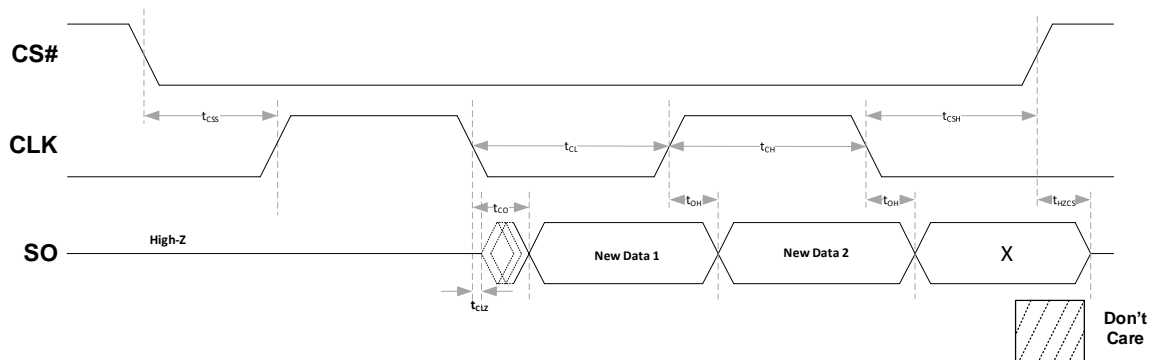 CS#
tCSS
tCSH
CLK
tCL
tCH
tCO
tOH
tOH
tHZCS
SO
High-Z
New Data 1
New Data 2
X
tCLZ
Don't
Care